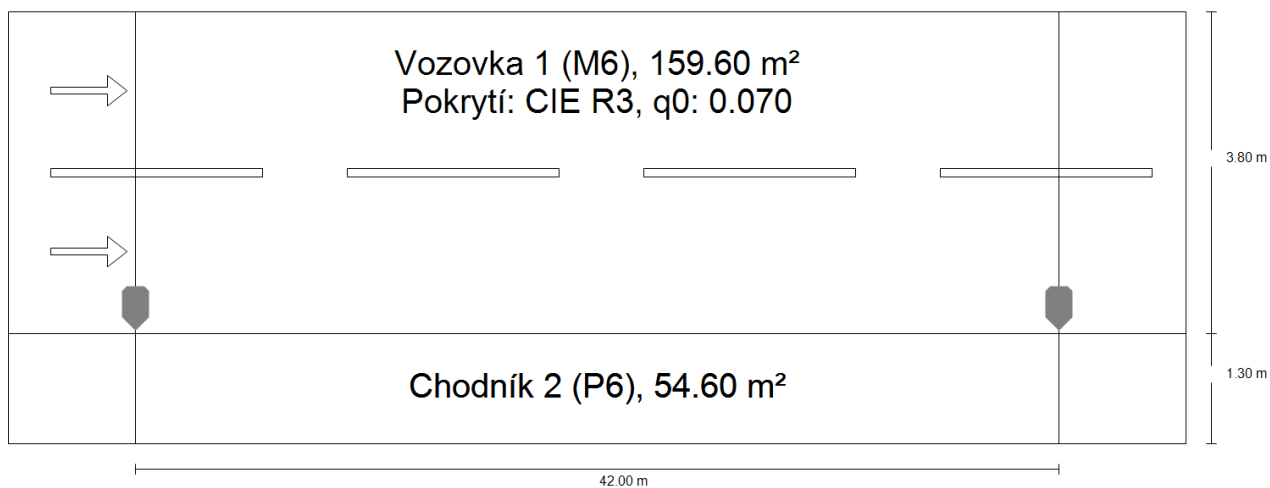 Vozovka 1 (M6), 159.60 m²
Pokrytí: CIE R3, q0: 0.070
3.80 m
Chodník 2 (P6), 54.60 m²
1.30 m
42.00 m